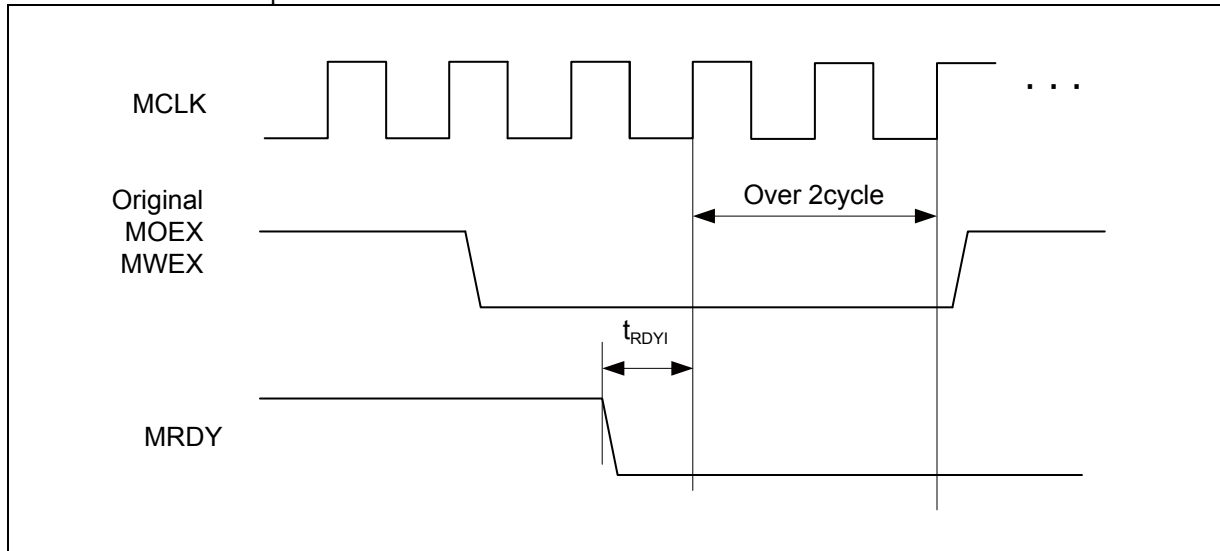 MCLK
. . .
Original
MOEX
MWEX
Over 2cycle
tRDYI
MRDY